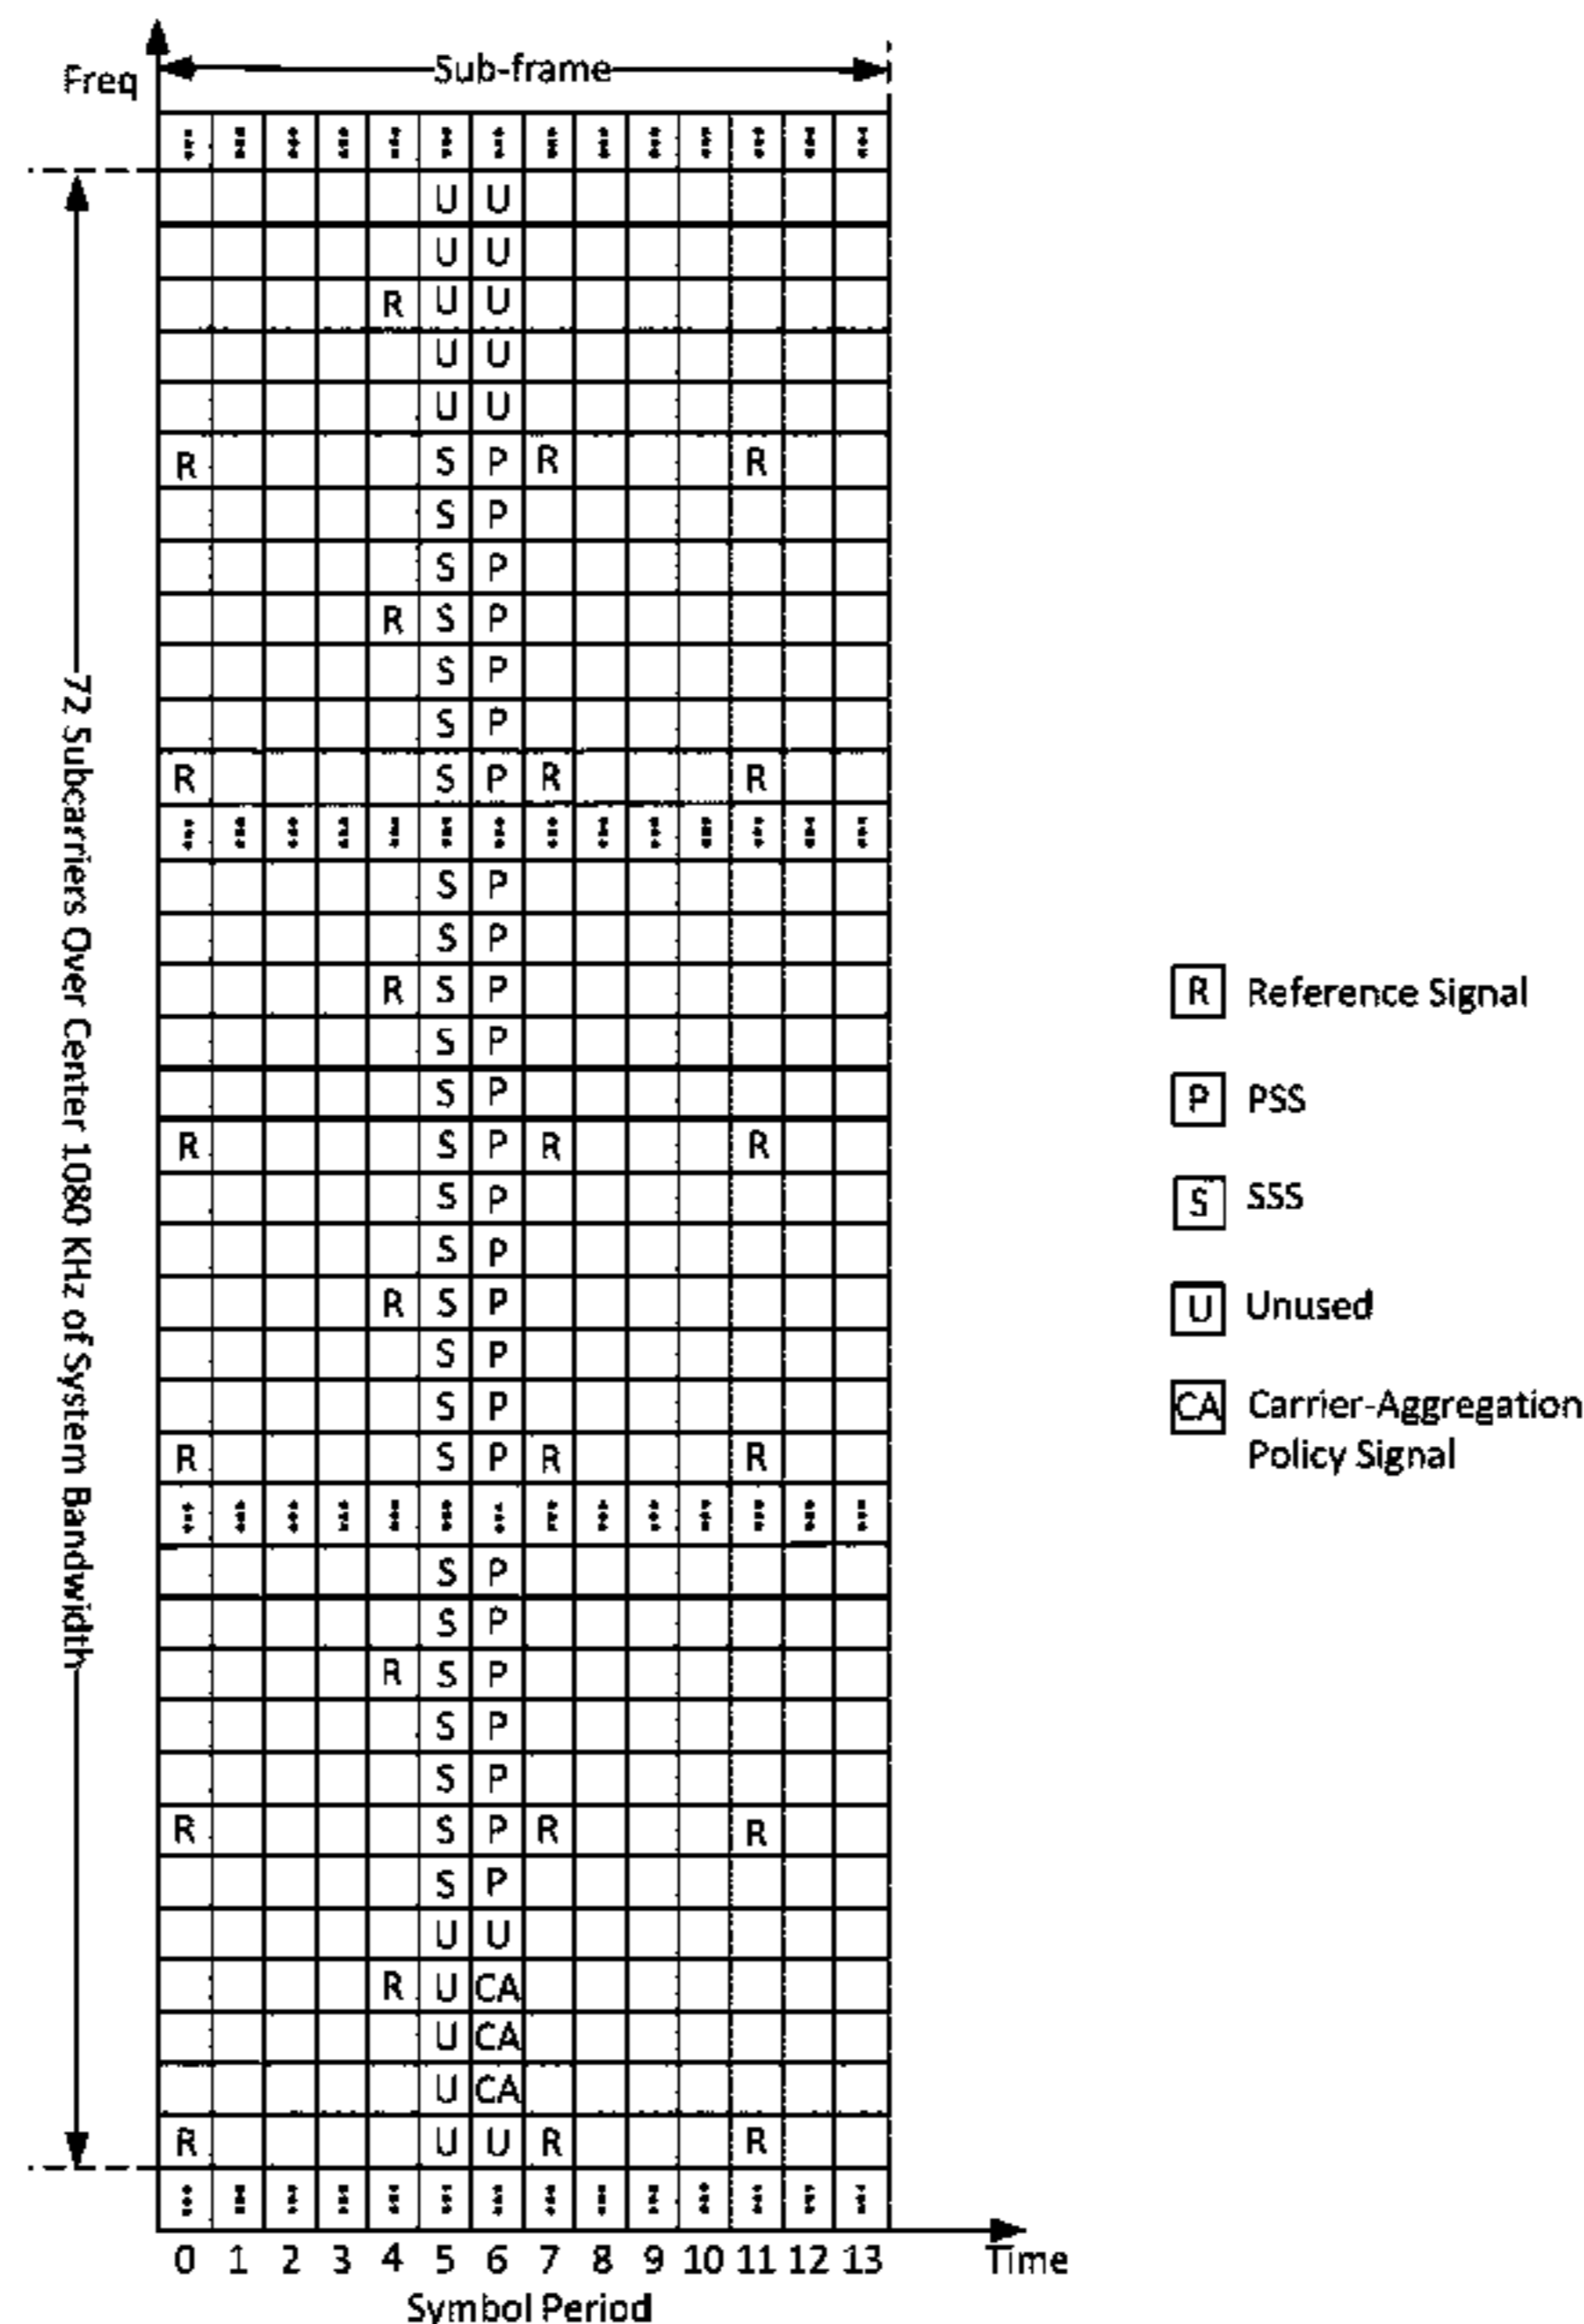 Freq
Sub-frame
U U
U U
R U U
U U
U U
R S P R R
S P
S P
R S P
S P
S P
R S P R R
S P
S P
R S P
S P
S P
R S P R R
S P
S P
R S P
S P
S P
R S P R R
S P
S P
R S P
S P
S P
R S P R R
S P
U U
R U CA
U CA
U CA
R U U R R
72 Subcarriers Over Center 1080 KHz of System Bandwidth
0 1 2 3 4 5 6 7 8 9 10 11 12 13
Time
Symbol Period
R Reference Signal
P PSS
S SSS
U Unused
CA Carrier-Aggregation
Policy Signal